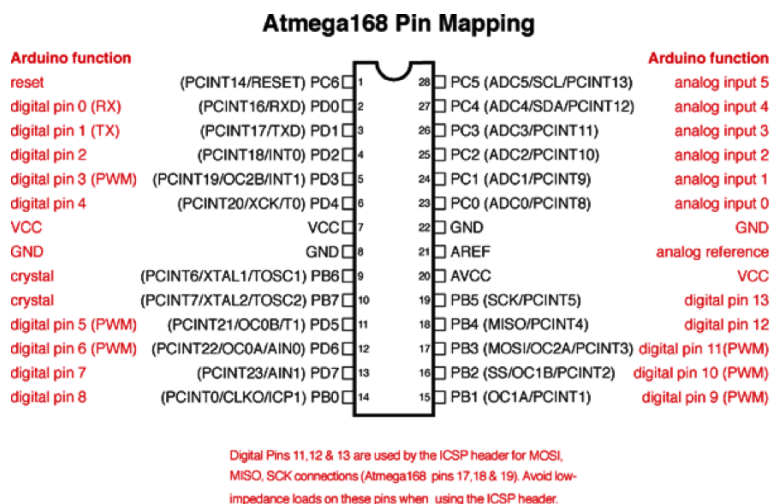 Atmega168 Pin Mapping
Arduino function Arduino function
reset (PCINT14/RESET) PC6 1 28 PC5 (ADC5/SCL/PCINT13) analog input 5
digital pin 0 (RX) (PCINT16/RXD) PD0 2 27 PC4 (ADC4/SDA/PCINT12) analog input 4
digital pin 1 (TX) (PCINT17/TXD) PD1 3 26 PC3 (ADC3/PCINT11) analog input 3
digital pin 2 (PCINT18/INT0) PD2 4 25 PC2 (ADC2/PCINT10) analog input 2
digital pin 3 (PWM) (PCINT19/OC2B/INT1) PD3 5 24 PC1 (ADC1/PCINT9) analog input 1
digital pin 4 (PCINT20/XCK/T0) PD4 6 23 PC0 (ADC0/PCINT8) analog input 0
VCC VCC 7 22 GND GND
GND GND 8 21 AREF analog reference
crystal (PCINT6/XTAL1/TOSC1) PB6 9 20 AVCC VCC
crystal (PCINT7/XTAL2/TOSC2) PB7 10 19 PB5 (SCK/PCINT5) digital pin 13
digital pin 5 (PWM) (PCINT21/OC0B/T1) PD5 11 18 PB4 (MISO/PCINT4) digital pin 12
digital pin 6 (PWM) (PCINT22/OC0A/AIN0) PD6 12 17 PB3 (MOSI/OC2A/PCINT3) digital pin 11(PWM)
digital pin 7 (PCINT23/AIN1) PD7 13 16 PB2 (SS/OC1B/PCINT2) digital pin 10 (PWM)
digital pin 8 (PCINT0/CLKO/ICP1) PB0 14 15 PB1 (OC1A/PCINT1) digital pin 9 (PWM)
Digital Pins 11,12 & 13 are used by the ICSP header for MOSI,
MISO, SCK connections (Atmega168 pins 17,18 & 19). Avoid low-
impedance loads on these pins when using the ICSP header.